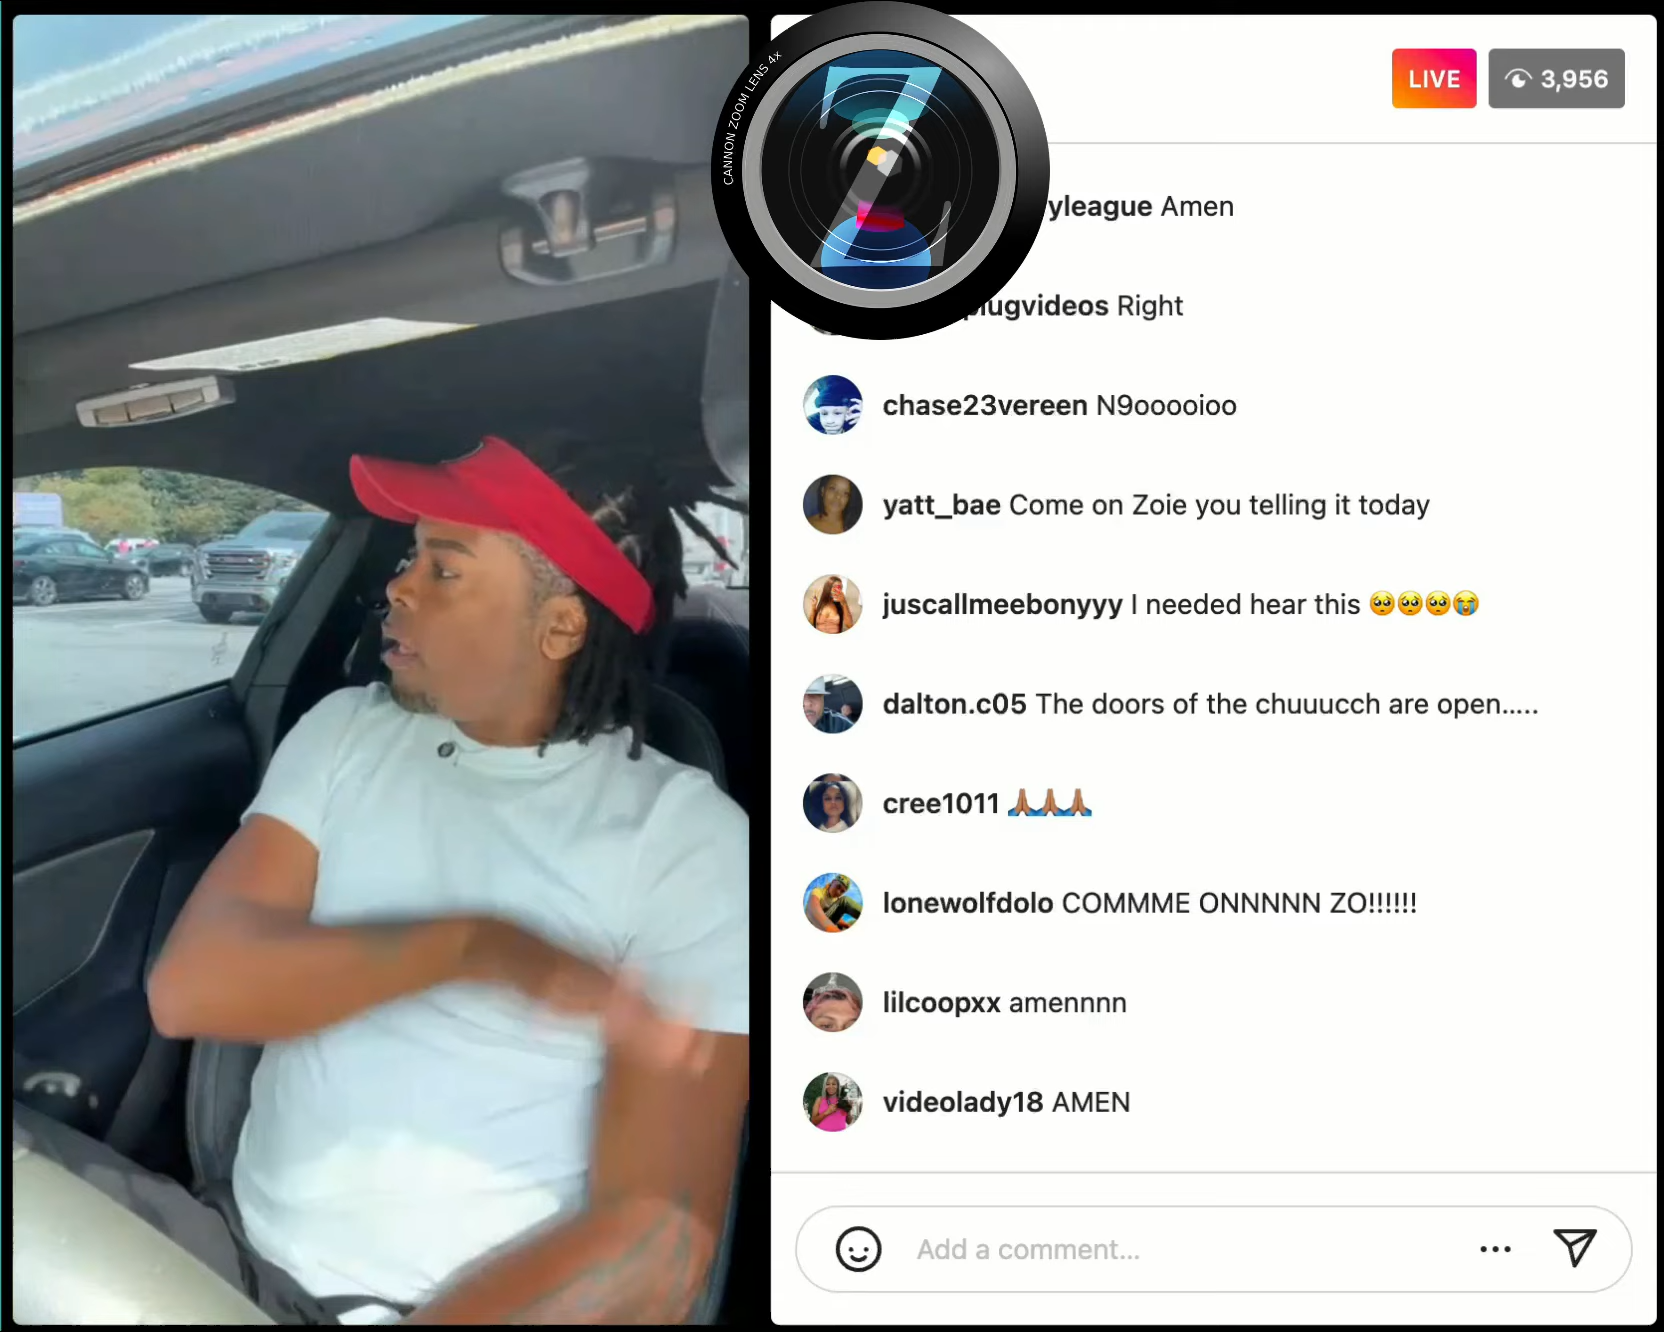 CANNON ZOOM LENS 4x
Z
LIVE
3,956
yleague Amen
plugvideos Right
chase23vereen N9ooooioo
yatt_bae Come on Zoie you telling it today
juscallmeebonyyy I needed hear this 🥺🥺🥺😭
dalton.c05 The doors of the chuuucch are open.....
cree1011 🙏🏽🙏🏽🙏🏽
lonewolfdolo COMMME ONNNNN ZO!!!!!!
lilcoopxx amennnn
videolady18 AMEN
Add a comment...